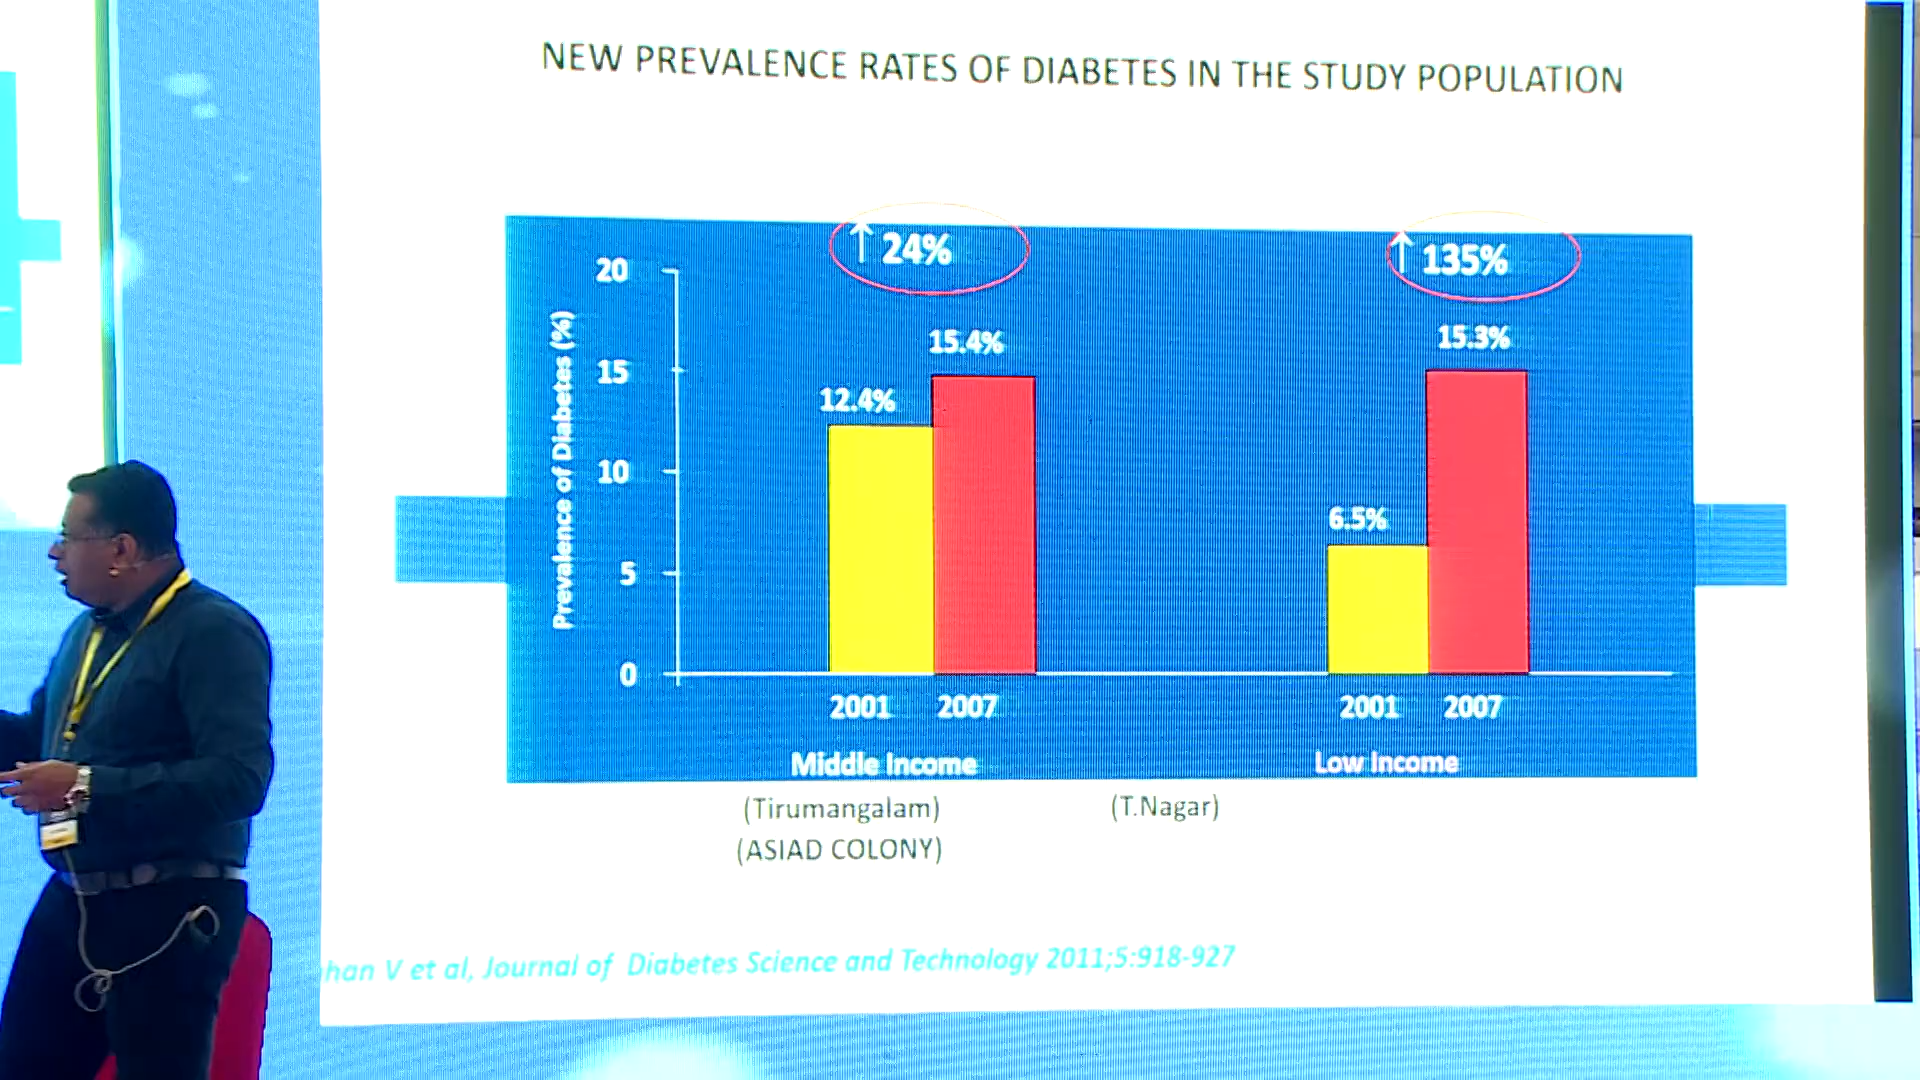 NEW PREVALENCE RATES OF DIABETES IN THE STUDY POPULATION
↑ 24%
↑ 135%
Prevalence of Diabetes (%)
20
15
10
5
0
12.4%
15.4%
6.5%
15.3%
2001 2007
2001 2007
Middle Income
Low Income
(Tirumangalam)
(T.Nagar)
(ASIAD COLONY)
V et al, Journal of Diabetes Science and Technology 2011;5:918-927